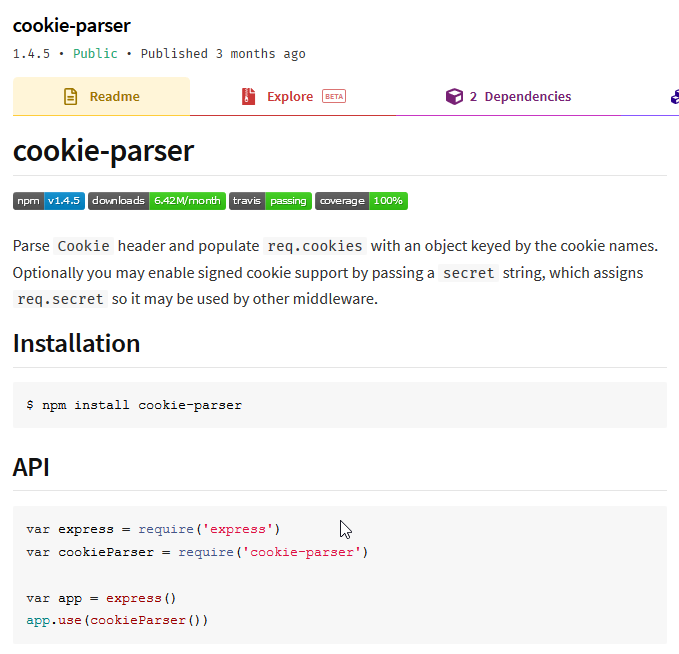 cookie-parser
1.4.5 • Public • Published 3 months ago
Readme
Explore BETA
2 Dependencies
cookie-parser
npm v1.4.5 downloads 6.42M/month travis passing coverage 100%
Parse Cookie header and populate req.cookies with an object keyed by the cookie names.
Optionally you may enable signed cookie support by passing a secret string, which assigns
req.secret so it may be used by other middleware.
Installation
$ npm install cookie-parser
API
var express = require('express')
var cookieParser = require('cookie-parser')
var app = express()
app.use(cookieParser())